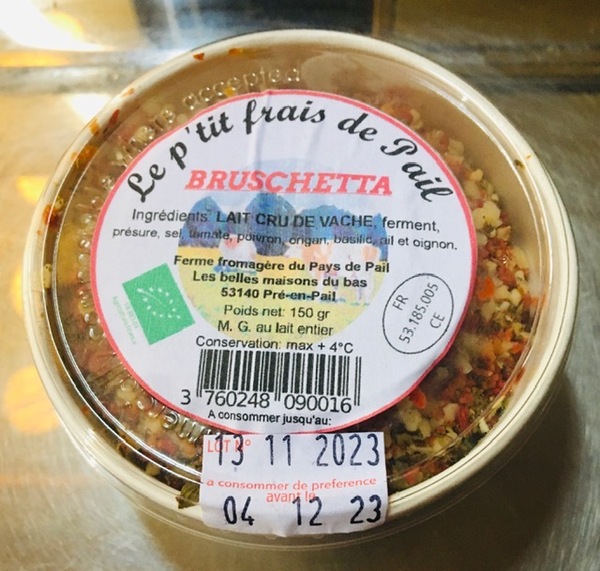 Le p'tit frais de Pail
BRUSCHETTA
Ingrédients: LAIT CRU DE VACHE, ferment,
présure, sel, tomate, poivron, origan, basilic, ail et oignon.
Ferme fromagère du Pays de Pail
Les belles maisons du bas
53140 Pré-en-Pail
Poids net: 150 gr
M. G. au lait entier
Conservation: max + 4°C
FR
53.185.005
CE
3 760248 090016
A consommer jusqu'au:
LOT N°
13 11 2023
a consommer de preference
avant le
04 12 23